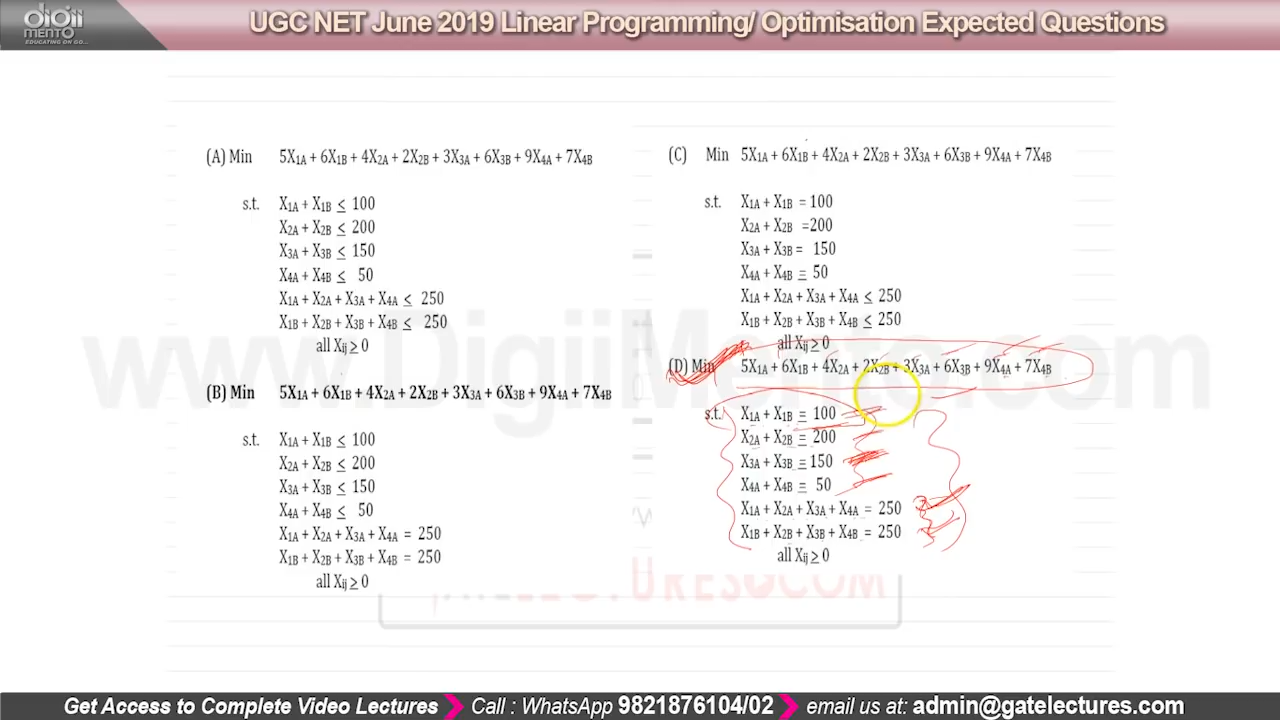 digii
MENTO
EDUCATING ON GO...
UGC NET June 2019 Linear Programming/ Optimisation Expected Questions
(A) Min 5X1A + 6X1B + 4X2A + 2X2B + 3X3A + 6X3B + 9X4A + 7X4B
s.t. X1A + X1B ≤ 100
X2A + X2B ≤ 200
X3A + X3B ≤ 150
X4A + X4B ≤ 50
X1A + X2A + X3A + X4A ≤ 250
X1B + X2B + X3B + X4B ≤ 250
all Xij ≥ 0
(B) Min 5X1A + 6X1B + 4X2A + 2X2B + 3X3A + 6X3B + 9X4A + 7X4B
s.t. X1A + X1B ≤ 100
X2A + X2B ≤ 200
X3A + X3B ≤ 150
X4A + X4B ≤ 50
X1A + X2A + X3A + X4A = 250
X1B + X2B + X3B + X4B = 250
all Xij ≥ 0
(C) Min 5X1A + 6X1B + 4X2A + 2X2B + 3X3A + 6X3B + 9X4A + 7X4B
s.t. X1A + X1B = 100
X2A + X2B = 200
X3A + X3B = 150
X4A + X4B = 50
X1A + X2A + X3A + X4A ≤ 250
X1B + X2B + X3B + X4B ≤ 250
all Xij ≥ 0
(D) Min 5X1A + 6X1B + 4X2A + 2X2B + 3X3A + 6X3B + 9X4A + 7X4B
s.t. X1A + X1B = 100
X2A + X2B = 200
X3A + X3B = 150
X4A + X4B = 50
X1A + X2A + X3A + X4A = 250
X1B + X2B + X3B + X4B = 250
all Xij ≥ 0
www.DigiiMento.com
Get Access to Complete Video Lectures Call : WhatsApp 9821876104/02 email us at: admin@gatelectures.com